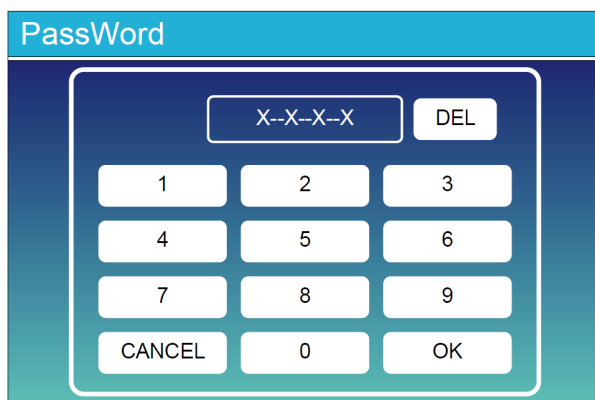 PassWord
X--X--X--X DEL
1 2 3
4 5 6
7 8 9
CANCEL 0 OK